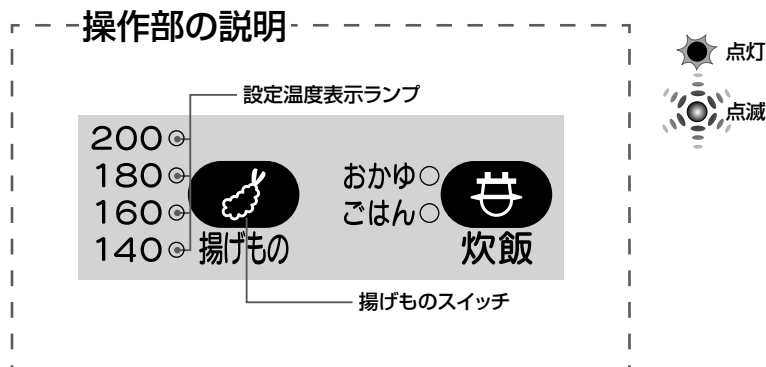 操作部の説明
点灯
点滅
設定温度表示ランプ
200
180
160
140
揚げもの
おかゆ
ごはん
炊飯
揚げものスイッチ